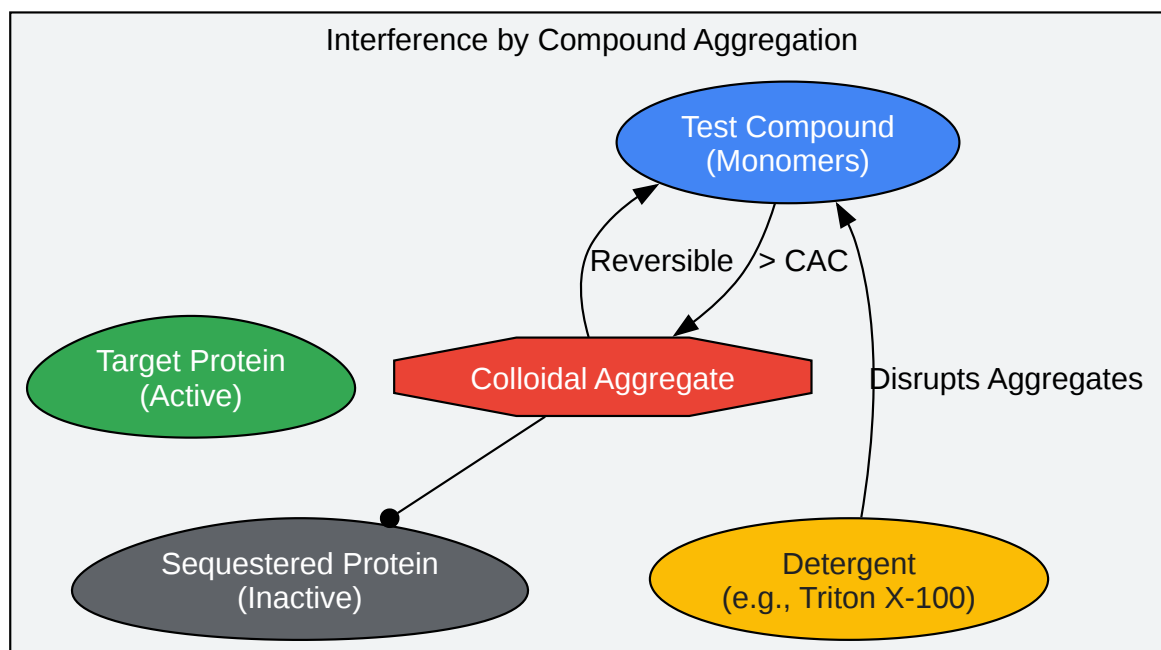 Interference by Compound Aggregation
Test Compound
(Monomers)
Reversible
> CAC
Target Protein
(Active)
Colloidal Aggregate
Disrupts Aggregates
Sequestered Protein
(Inactive)
Detergent
(e.g., Triton X-100)